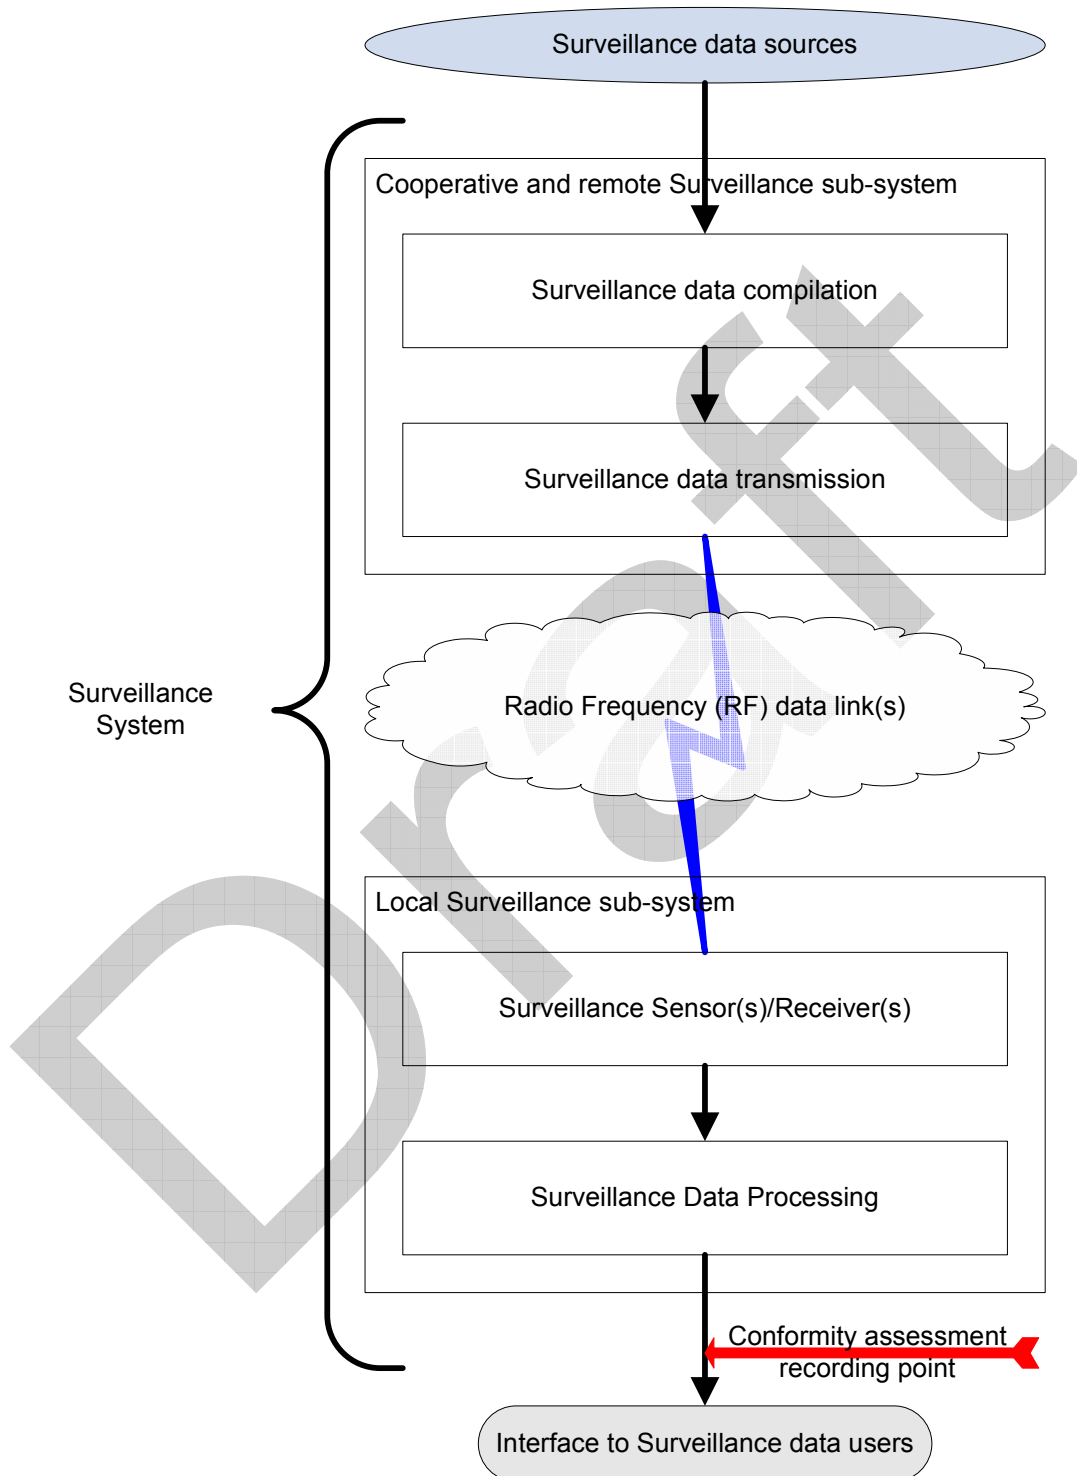 Surveillance data sources
Cooperative and remote Surveillance sub-system
Surveillance data compilation
Surveillance data transmission
Radio Frequency (RF) data link(s)
Surveillance
System
Local Surveillance sub-system
Surveillance Sensor(s)/Receiver(s)
Surveillance Data Processing
Conformity assessment
recording point
Interface to Surveillance data users
Draft